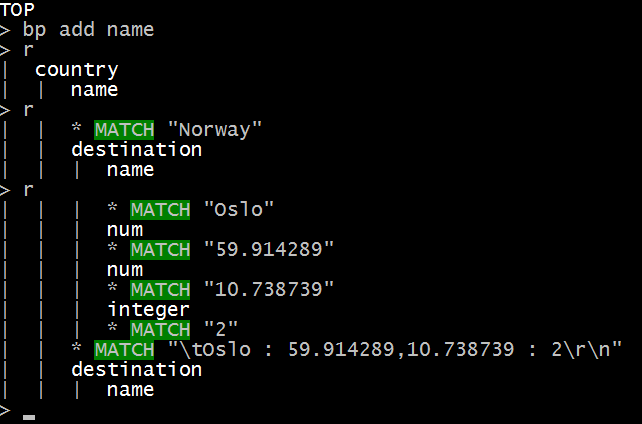 TOP
> bp add name
> r
|  country
|  |  name
> r
|  |  * MATCH "Norway"
|  |  destination
|  |  |  name
> r
|  |  |  * MATCH "Oslo"
|  |  |  num
|  |  |  * MATCH "59.914289"
|  |  |  num
|  |  |  * MATCH "10.738739"
|  |  |  integer
|  |  |  * MATCH "2"
|  |  * MATCH "\tOslo : 59.914289,10.738739 : 2\r\n"
|  |  destination
|  |  |  name
>